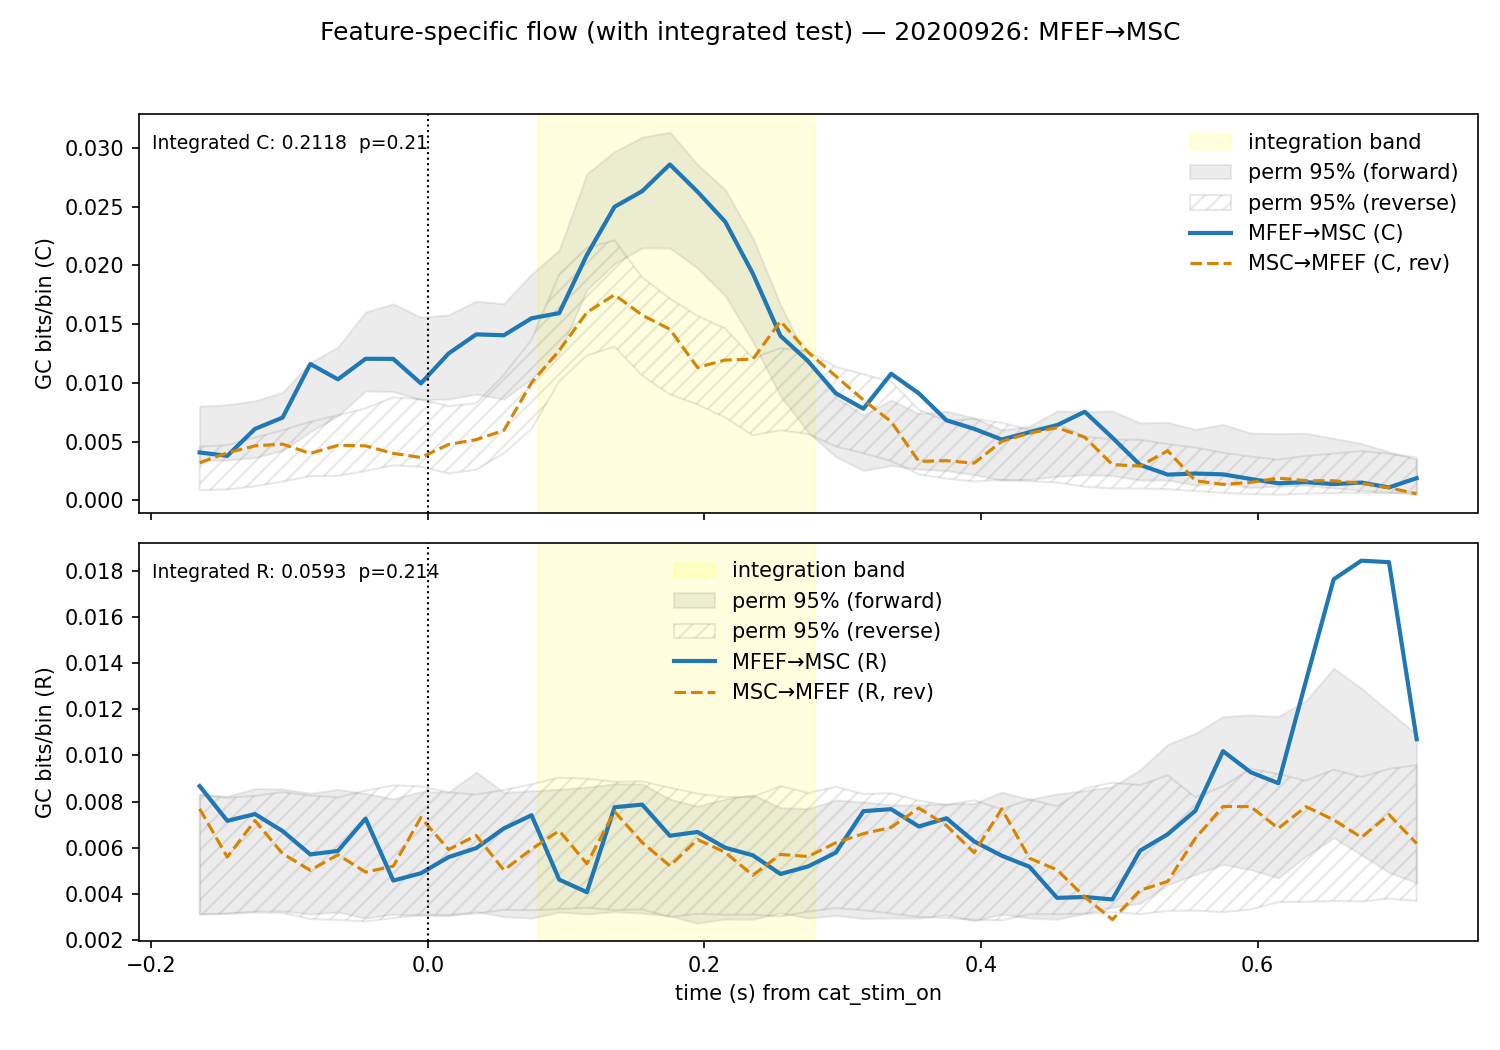 Feature-specific flow (with integrated test) — 20200926: MFEF→MSC
Integrated C: 0.2118  p=0.21
integration band
perm 95% (forward)
perm 95% (reverse)
MFEF→MSC (C)
MSC→MFEF (C, rev)
GC bits/bin (C)
0.030
0.025
0.020
0.015
0.010
0.005
0.000
Integrated R: 0.0593  p=0.214
integration band
perm 95% (forward)
perm 95% (reverse)
MFEF→MSC (R)
MSC→MFEF (R, rev)
GC bits/bin (R)
0.018
0.016
0.014
0.012
0.010
0.008
0.006
0.004
0.002
−0.2
0.0
0.2
0.4
0.6
time (s) from cat_stim_on